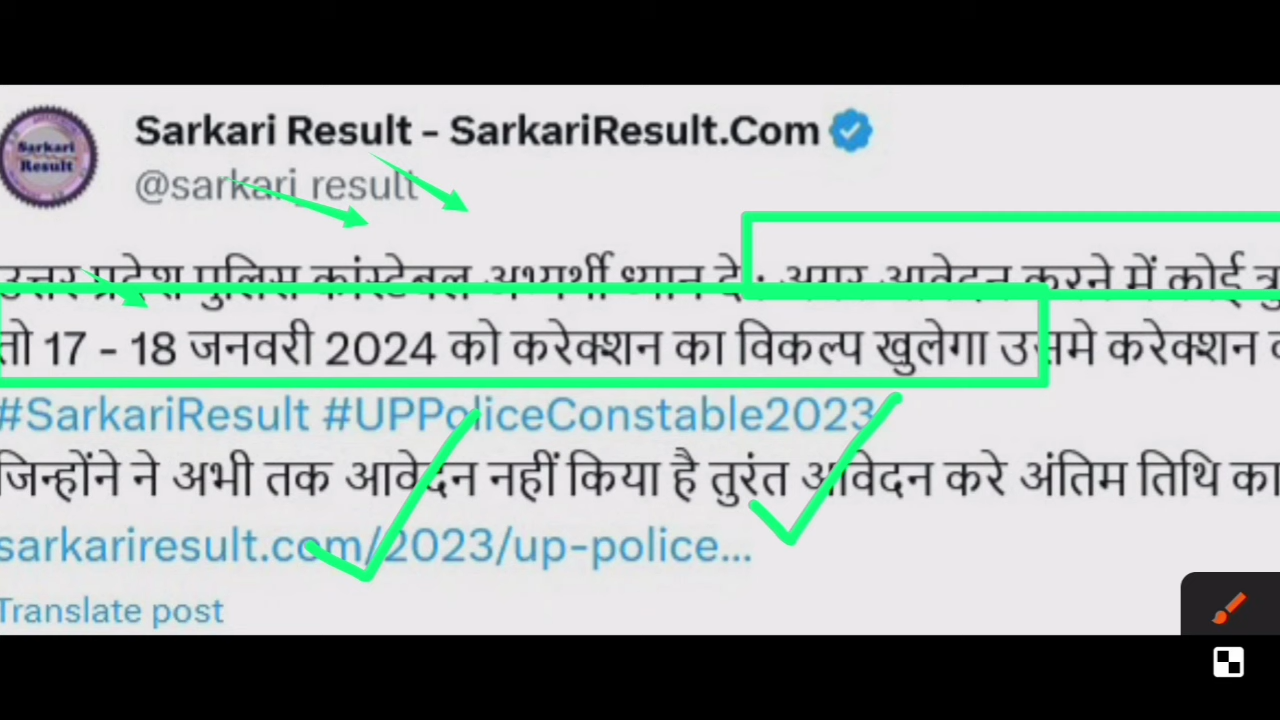 Sarkari Result
Sarkari Result - SarkariResult.Com
@sarkari_result
उत्तर प्रदेश पुलिस कांस्टेबल अभ्यर्थी ध्यान दे : अगर आवेदन करने में कोई
तो 17 - 18 जनवरी 2024 को करेक्शन का विकल्प खुलेगा उसमे करेक्शन
#SarkariResult #UPPoliceConstable2023
जिन्होंने ने अभी तक आवेदन नहीं किया है तुरंत आवेदन करे अंतिम तिथि का
sarkariresult.com/2023/up-police...
Translate post